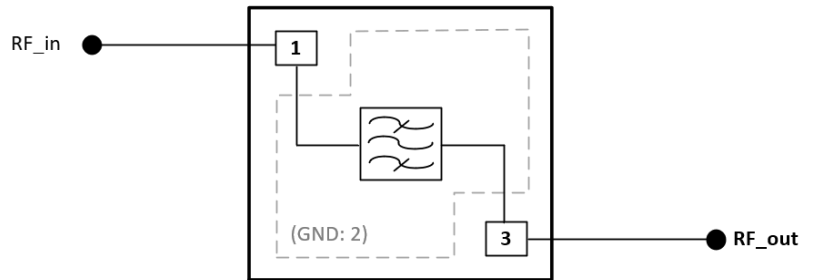 RF_in
1
(GND: 2)
3
RF_out